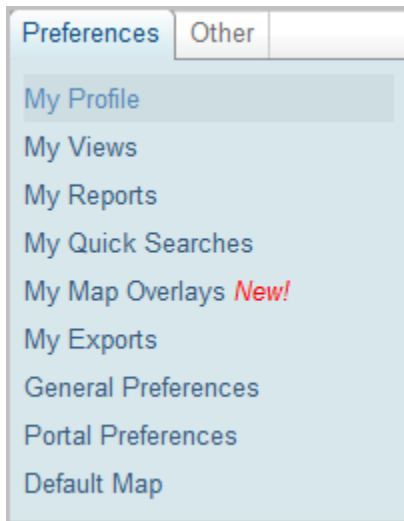 Preferences Other
My Profile
My Views
My Reports
My Quick Searches
My Map Overlays New!
My Exports
General Preferences
Portal Preferences
Default Map